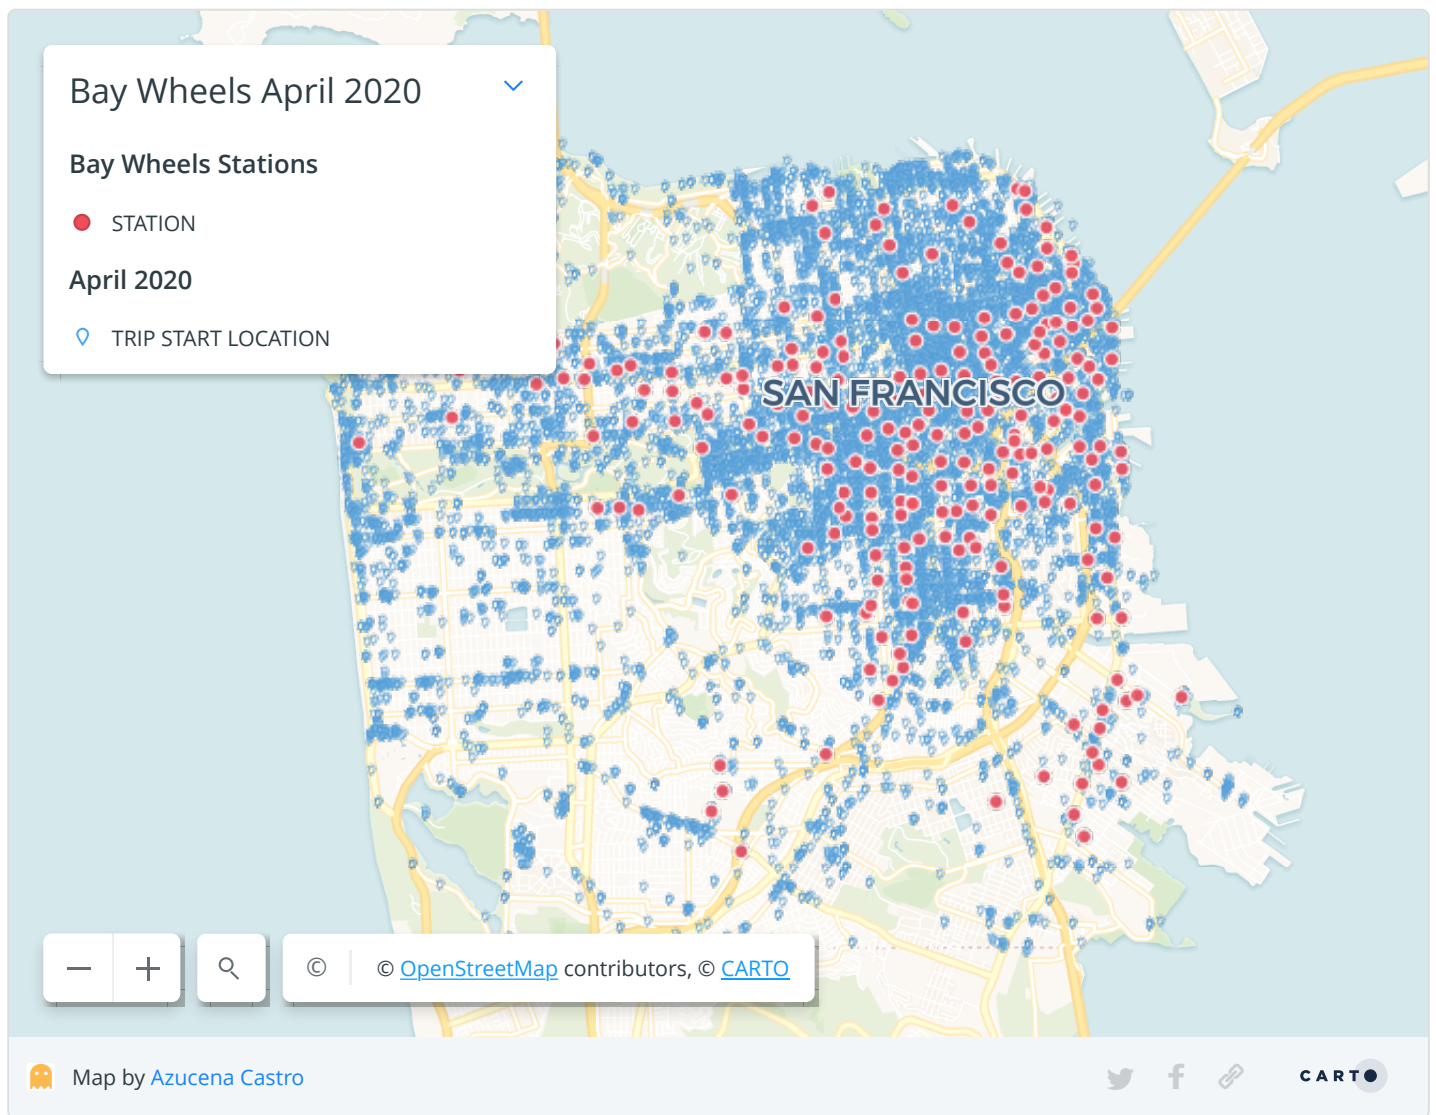 Bay Wheels April 2020
Bay Wheels Stations
STATION
April 2020
TRIP START LOCATION
SAN FRANCISCO
© © OpenStreetMap contributors, © CARTO
Map by Azucena Castro
CARTO